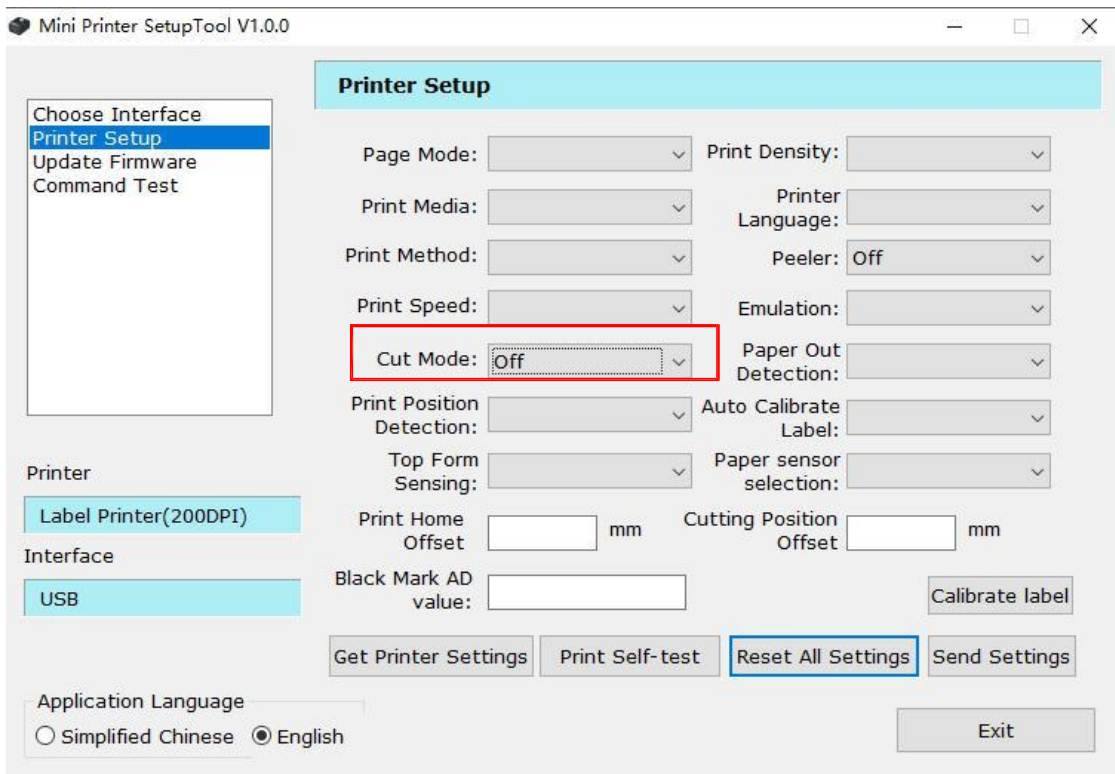 Mini Printer SetupTool V1.0.0
Choose Interface
Printer Setup
Update Firmware
Command Test
Printer
Label Printer(200DPI)
Interface
USB
Application Language
Simplified Chinese English
Printer Setup
Page Mode:
Print Density:
Print Media:
Printer
Language:
Print Method:
Peeler: Off
Print Speed:
Emulation:
Cut Mode: Off
Paper Out
Detection:
Print Position
Detection:
Auto Calibrate
Label:
Top Form
Sensing:
Paper sensor
selection:
Print Home
Offset
mm
Cutting Position
Offset
mm
Black Mark AD
value:
Calibrate label
Get Printer Settings
Print Self-test
Reset All Settings
Send Settings
Exit